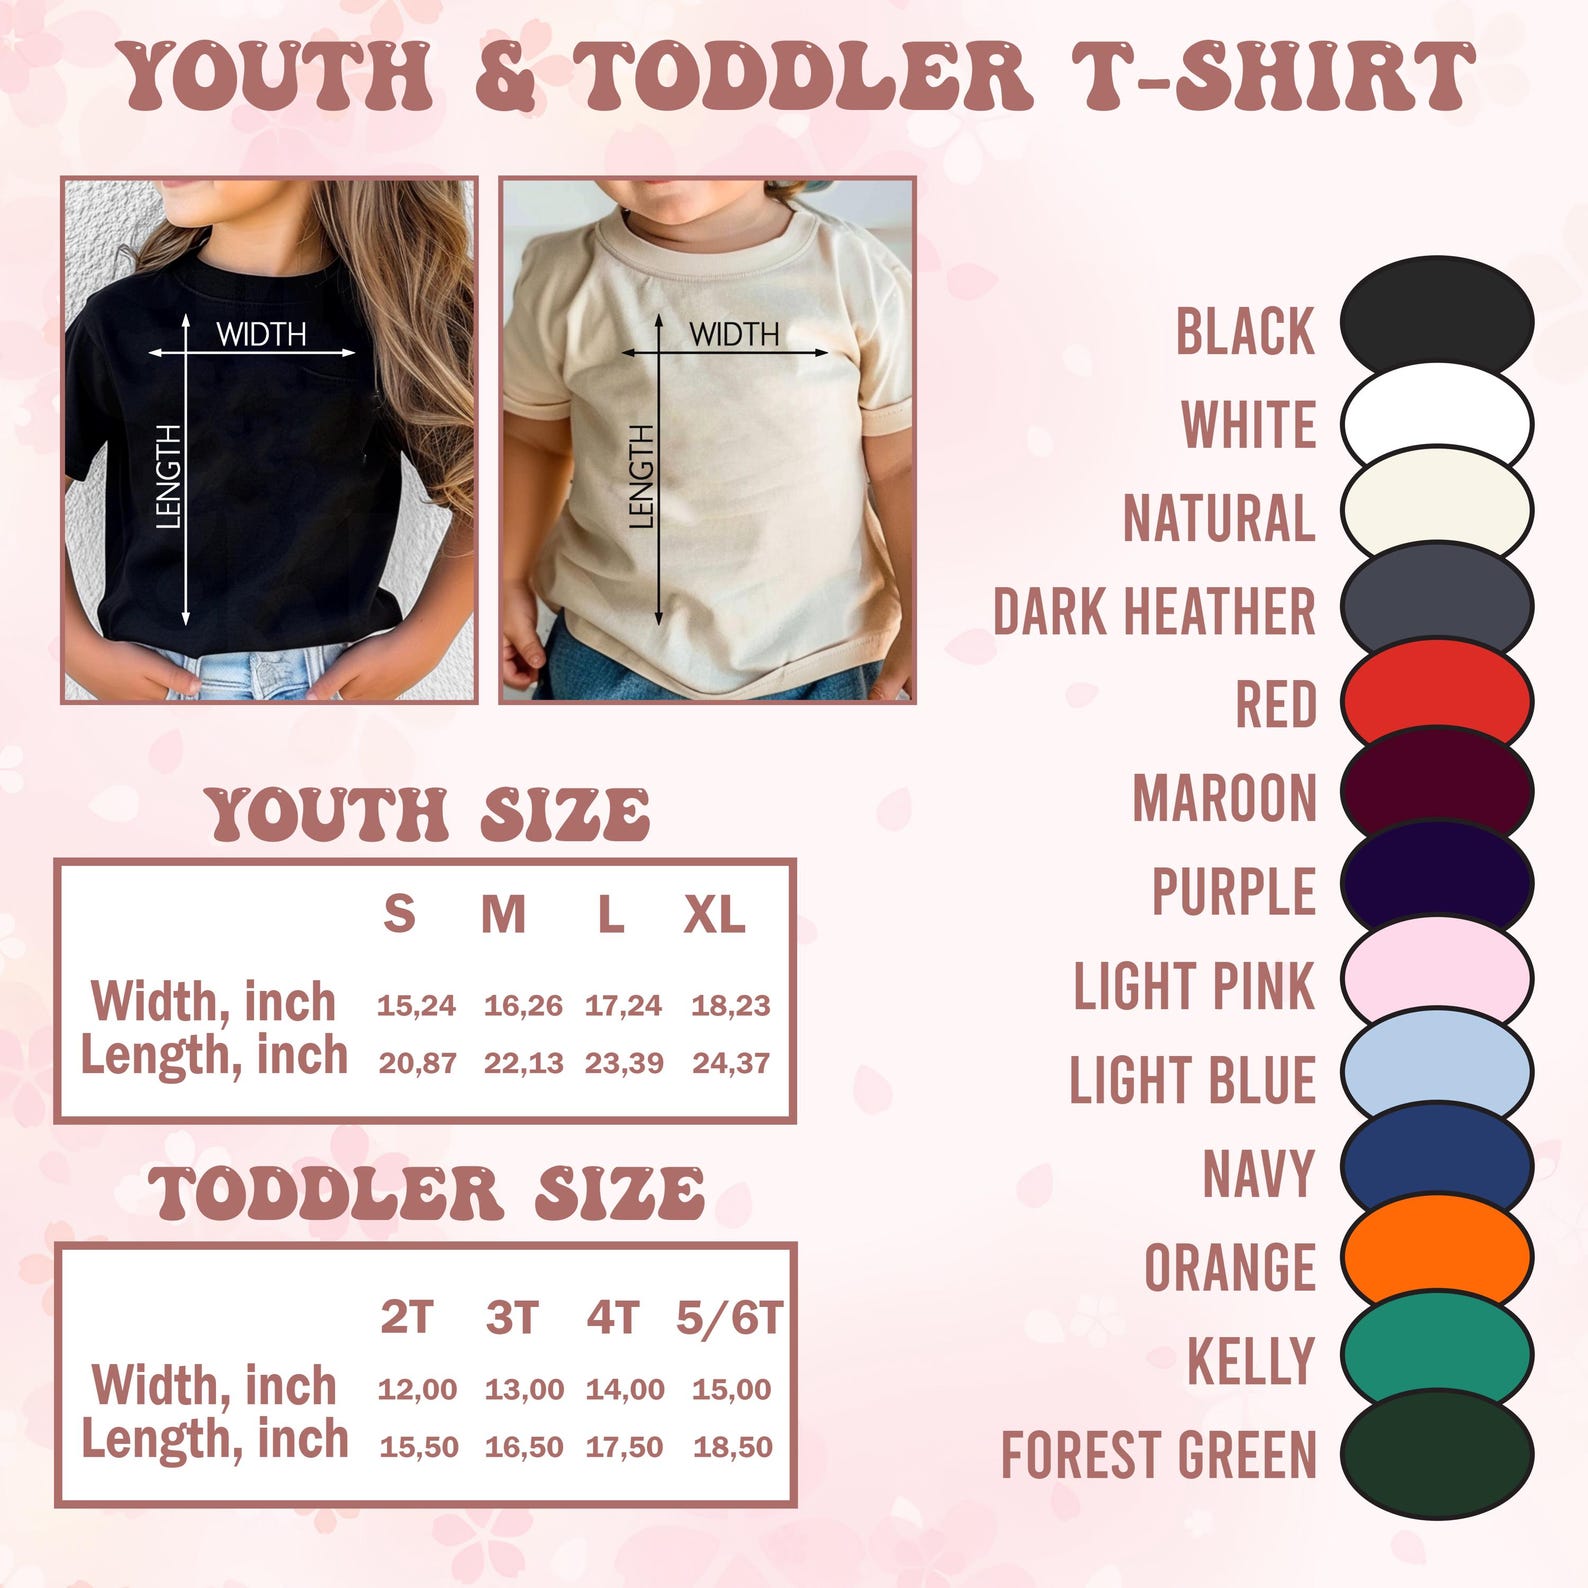 YOUTH & TODDLER T-SHIRT
WIDTH
LENGTH
WIDTH
LENGTH
BLACK
WHITE
NATURAL
DARK HEATHER
RED
MAROON
PURPLE
LIGHT PINK
LIGHT BLUE
NAVY
ORANGE
KELLY
FOREST GREEN
YOUTH SIZE
S M L XL
Width, inch 15,24 16,26 17,24 18,23
Length, inch 20,87 22,13 23,39 24,37
TODDLER SIZE
2T 3T 4T 5/6T
Width, inch 12,00 13,00 14,00 15,00
Length, inch 15,50 16,50 17,50 18,50